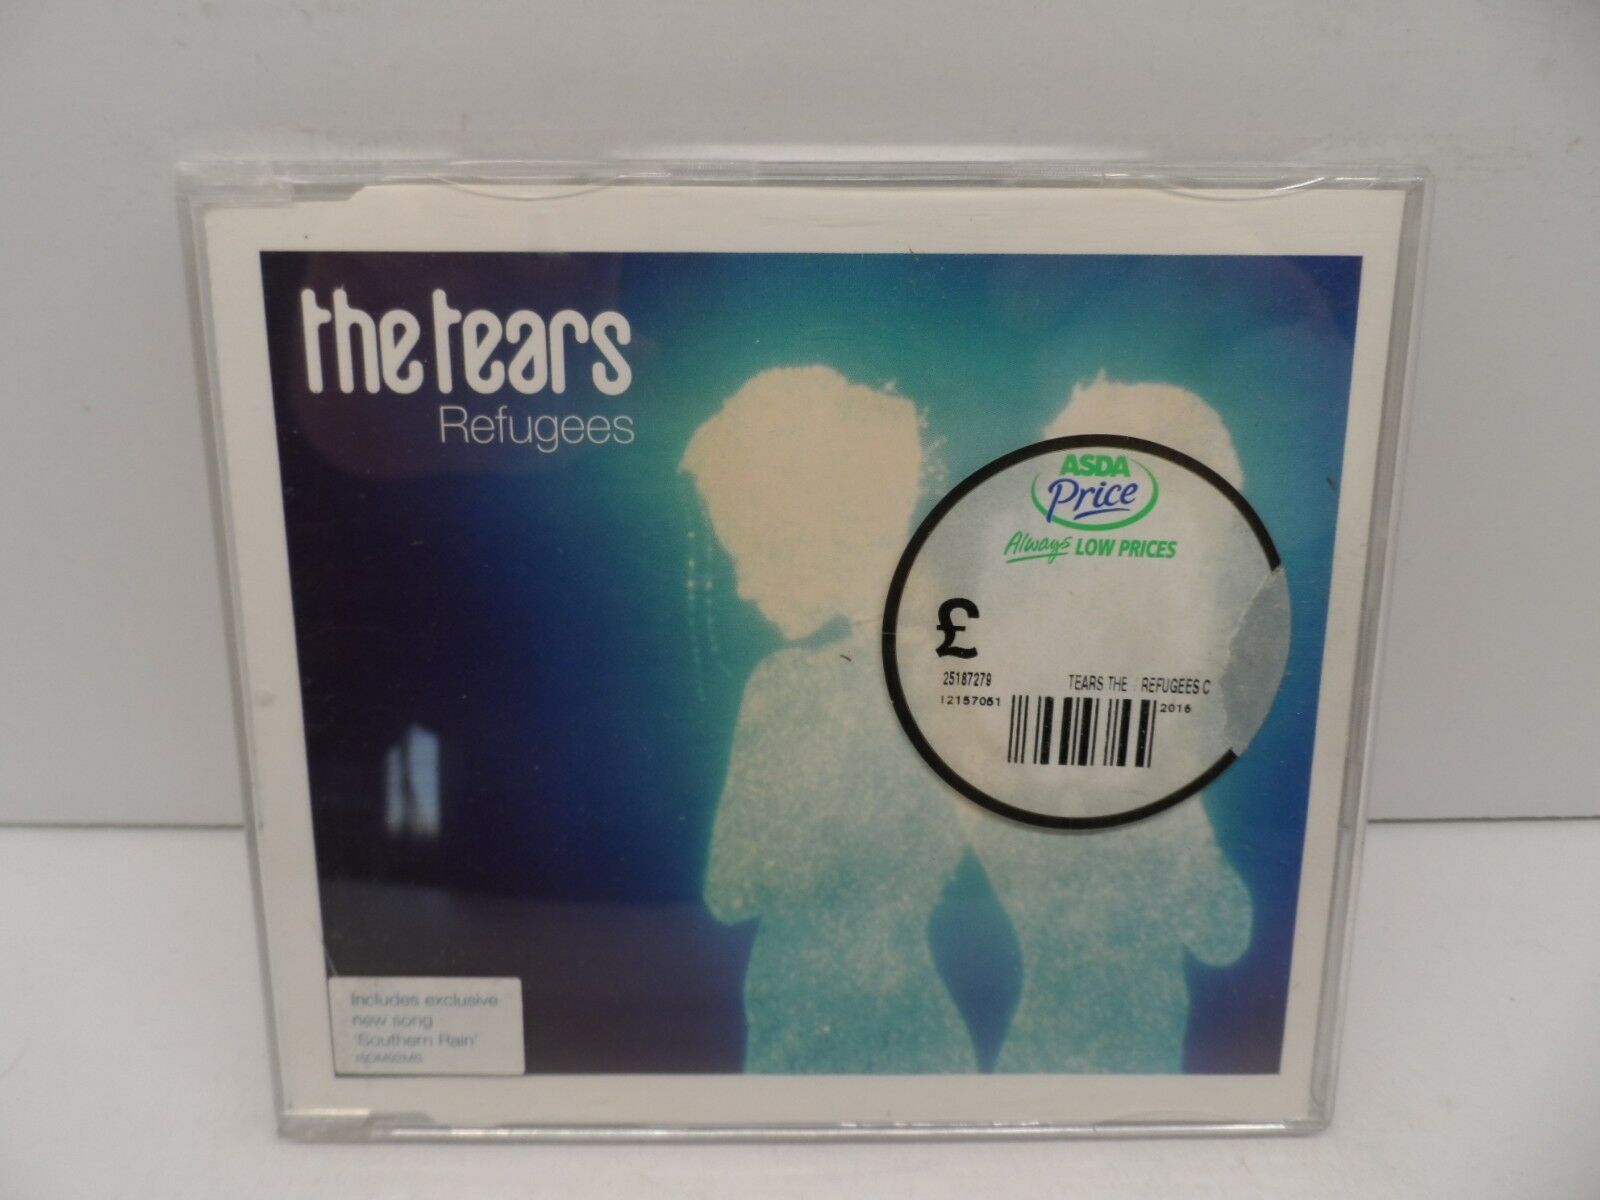 the tears
Refugees
ASDA
Price
Always LOW PRICES
£
25187279 TEARS THE : REFUGEES C
12157051 2016
Includes exclusive
new song
'Southern Rain'